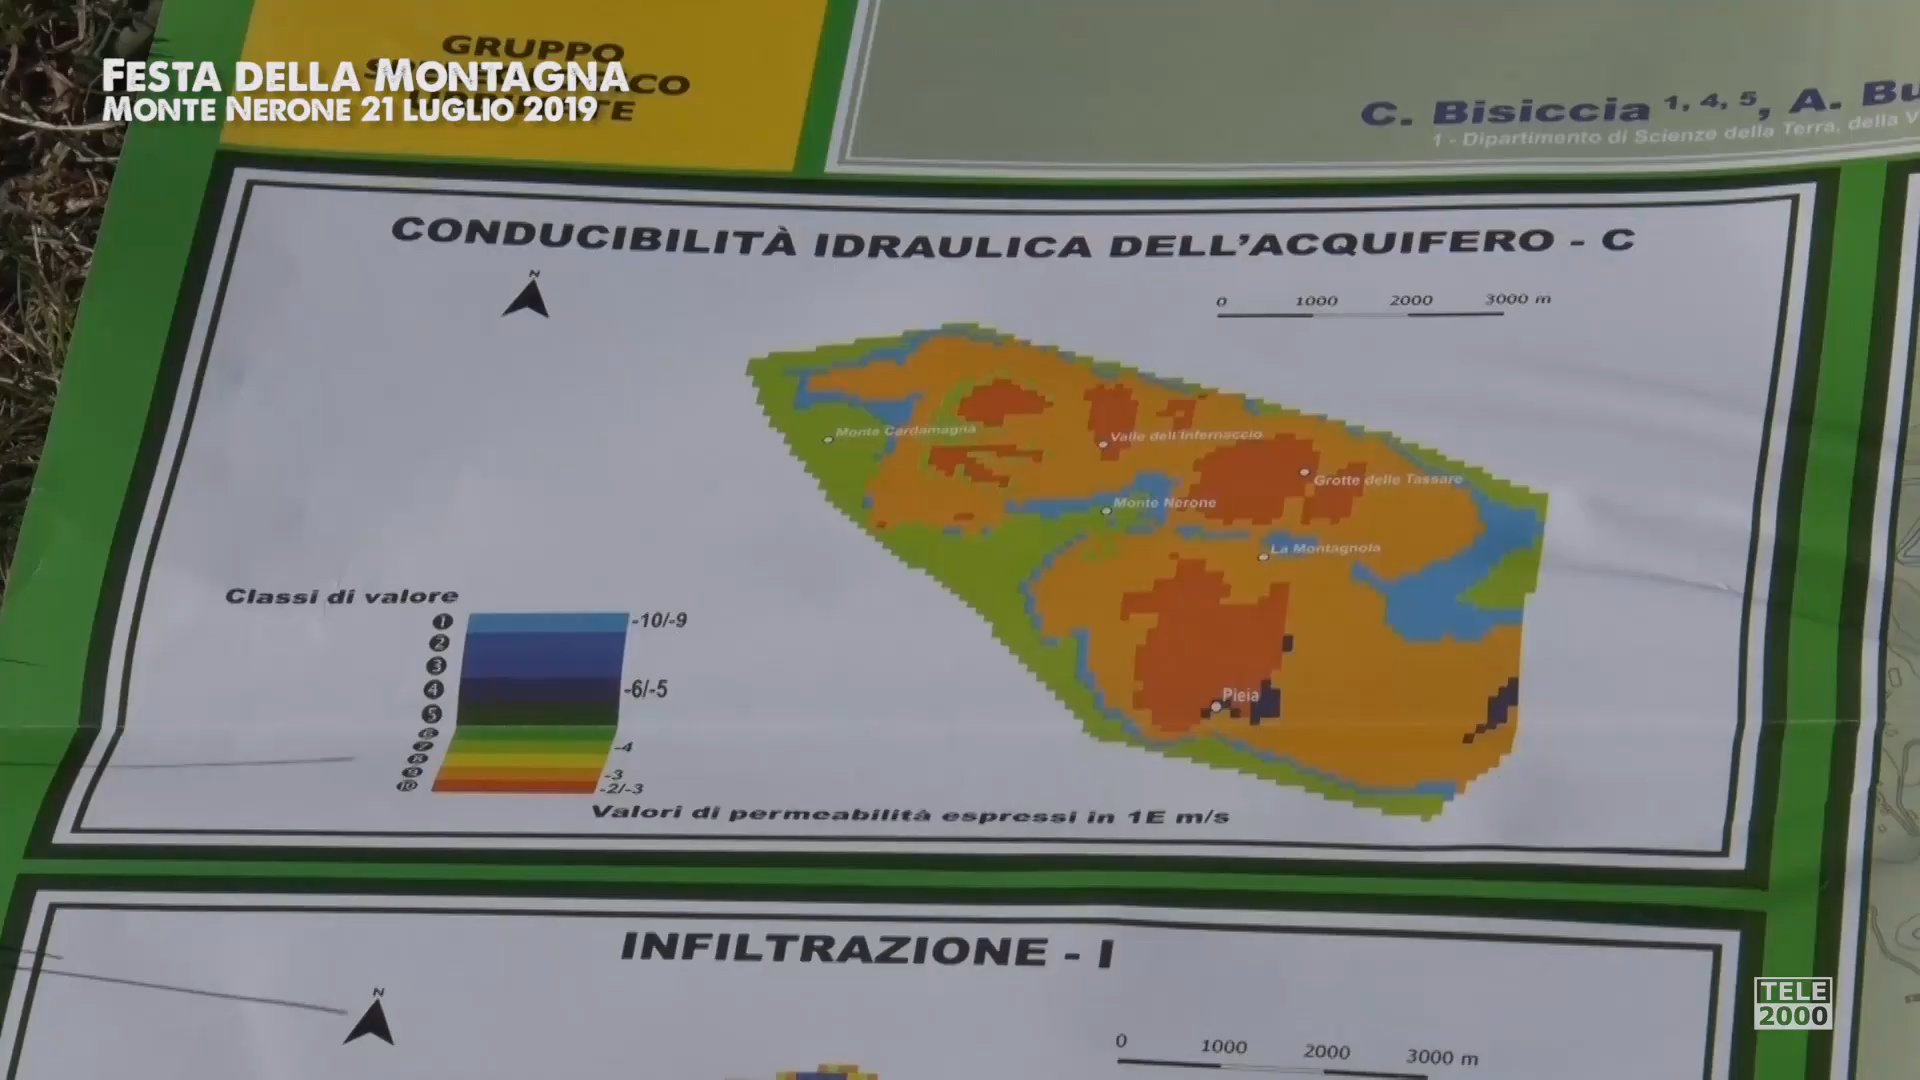 GRUPPO
FESTA DELLA MONTAGNA
MONTE NERONE 21 LUGLIO 2019
C. Bisiccia 1, 4, 5, A. Bu
1 - Dipartimento di Scienze della Terra, della V
CONDUCIBILITÀ IDRAULICA DELL'ACQUIFERO - C
N
0 1000 2000 3000 m
Monte Cardamagna
Valle dell'Infernaccio
Grotte delle Tassare
Monte Nerone
La Montagnola
Pieia
Classi di valore
1 -10/-9
2
3
4 -6/-5
5
6
7 -4
8
9 -3
10 -2/-3
Valori di permeabilità espressi in 1E m/s
INFILTRAZIONE - I
N
0 1000 2000 3000 m
TELE
2000